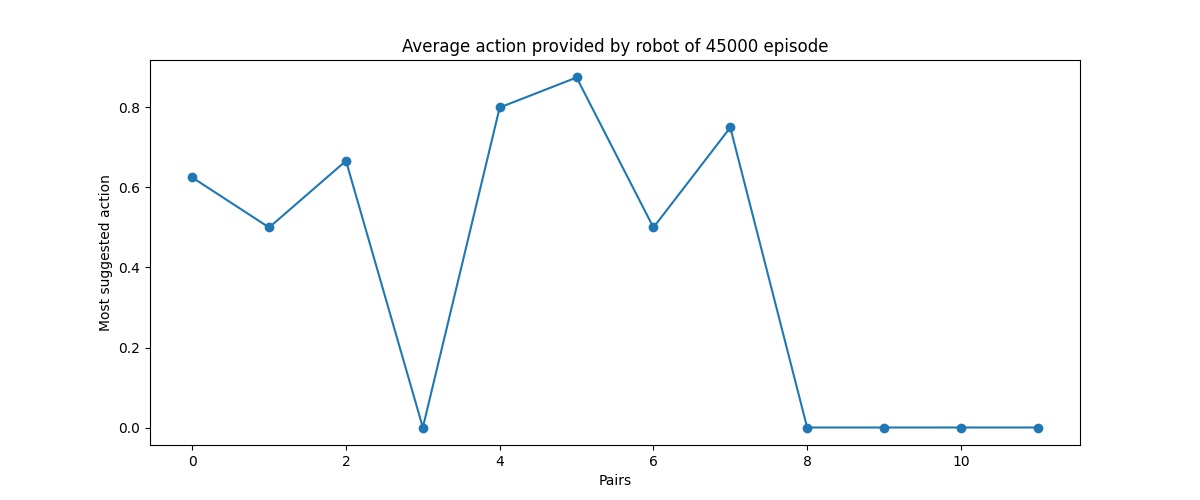 Average action provided by robot of 45000 episode
Most suggested action
0.8
0.6
0.4
0.2
0.0
0 2 4 6 8 10
Pairs